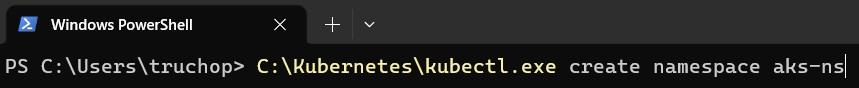 Windows PowerShell
PS C:\Users\truchop> C:\Kubernetes\kubectl.exe create namespace aks-ns